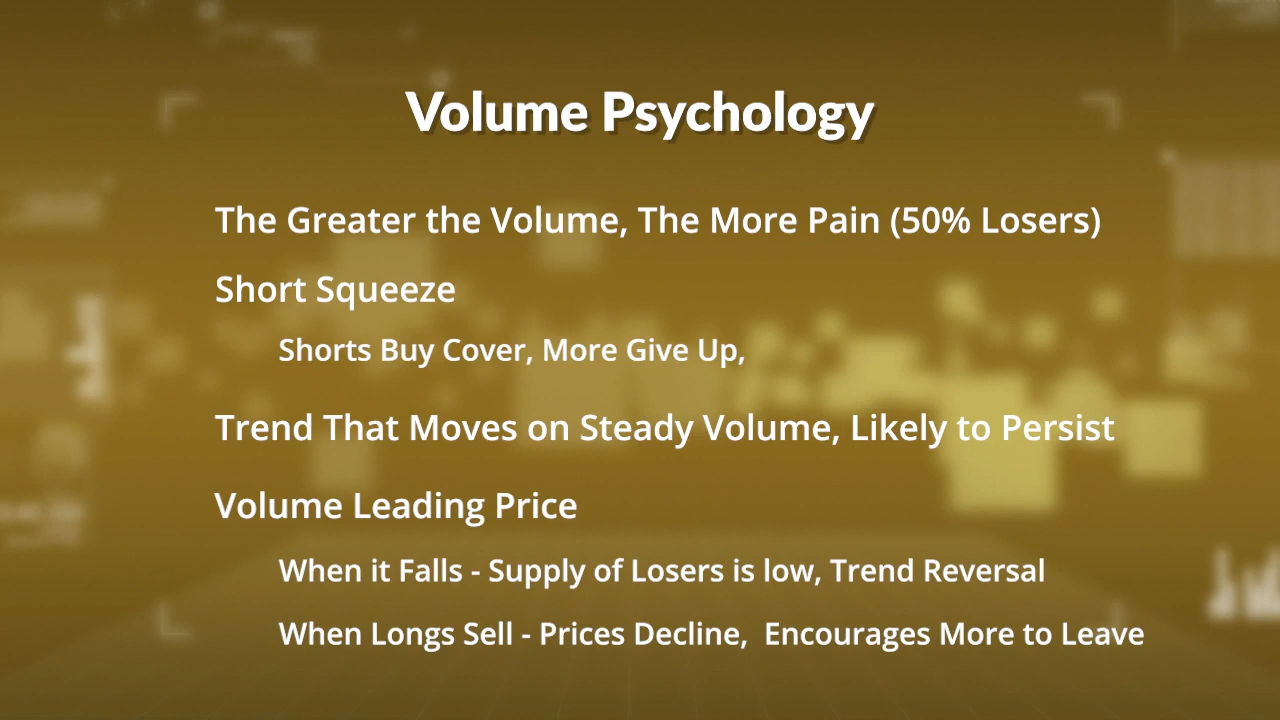 Volume Psychology
The Greater the Volume, The More Pain (50% Losers)
Short Squeeze
Shorts Buy Cover, More Give Up,
Trend That Moves on Steady Volume, Likely to Persist
Volume Leading Price
When it Falls - Supply of Losers is low, Trend Reversal
When Longs Sell - Prices Decline,  Encourages More to Leave